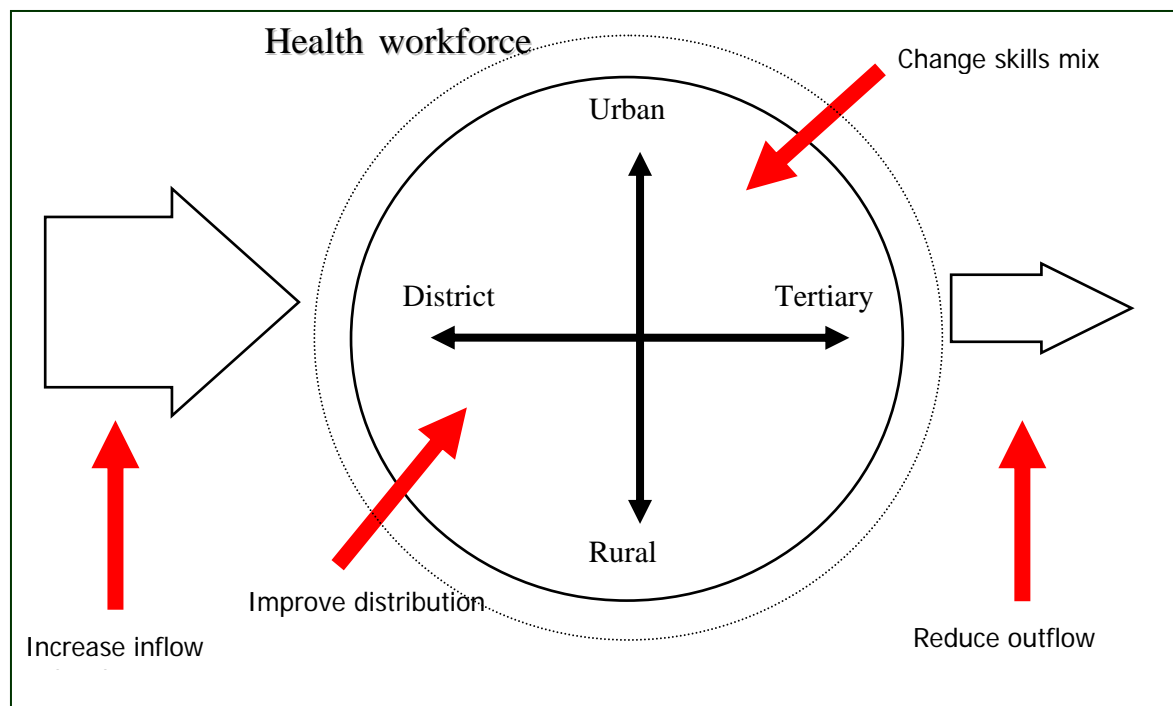 Health workforce
Change skills mix
Urban
District
Tertiary
Rural
Improve distribution
Increase inflow
Reduce outflow